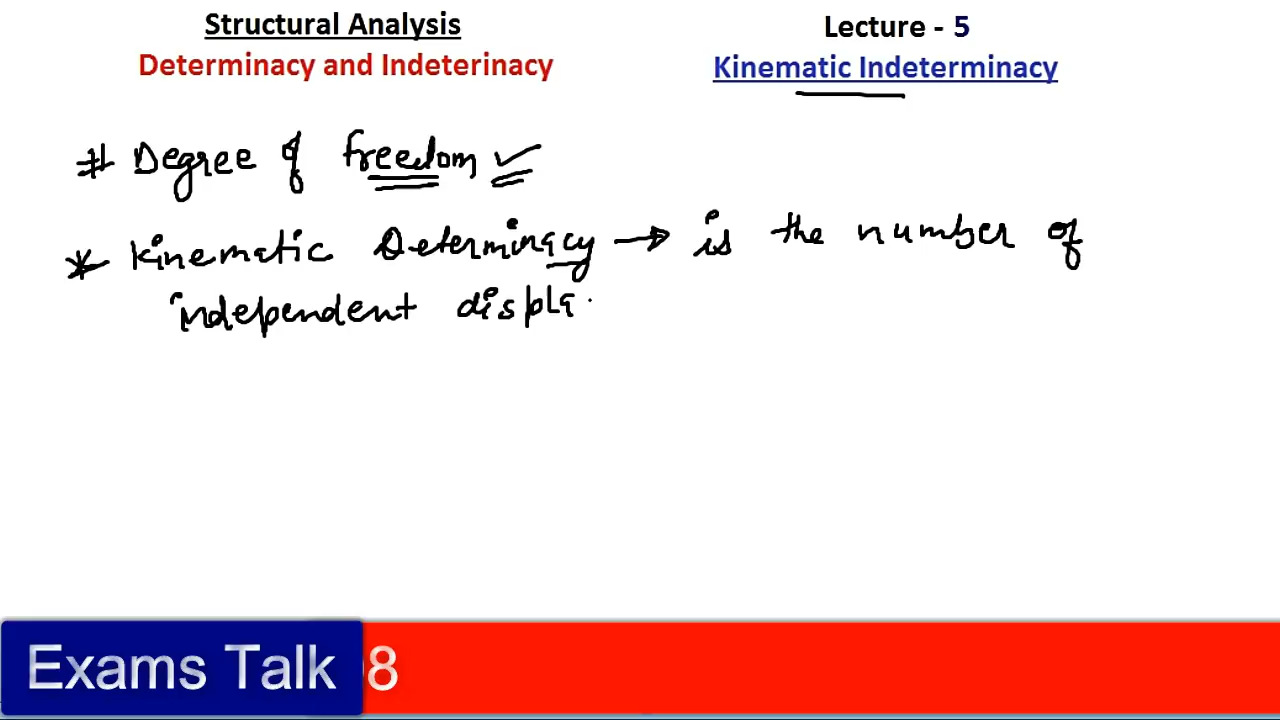 Structural Analysis
Lecture - 5
Determinacy and Indeterinacy
Kinematic Indeterminacy
# Degree of freedom
* Kinematic Determinacy → is the number of
independent displa
Exams Talk 08